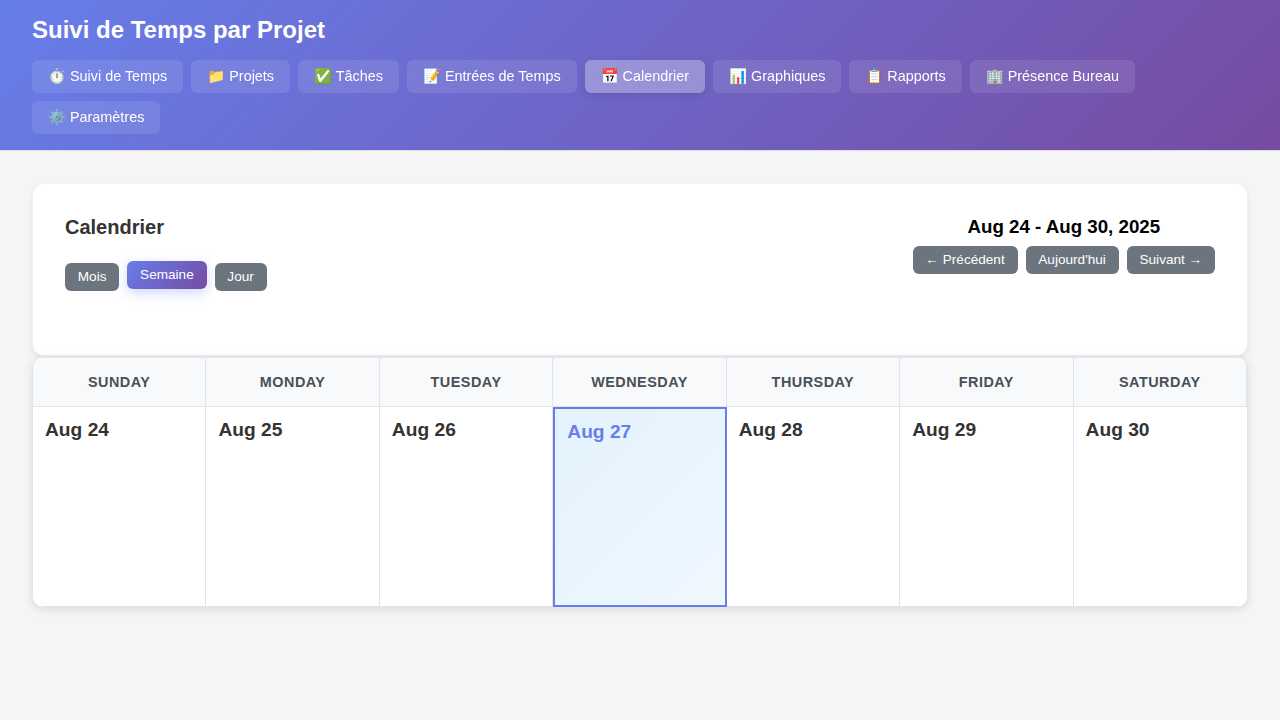 Suivi de Temps par Projet
⏱️ Suivi de Temps 📁 Projets ✅ Tâches 📝 Entrées de Temps 📅 Calendrier 📊 Graphiques 📋 Rapports 🏢 Présence Bureau
⚙️ Paramètres
Calendrier
Aug 24 - Aug 30, 2025
← Précédent Aujourd'hui Suivant →
Mois Semaine Jour
SUNDAY MONDAY TUESDAY WEDNESDAY THURSDAY FRIDAY SATURDAY
Aug 24 Aug 25 Aug 26 Aug 27 Aug 28 Aug 29 Aug 30